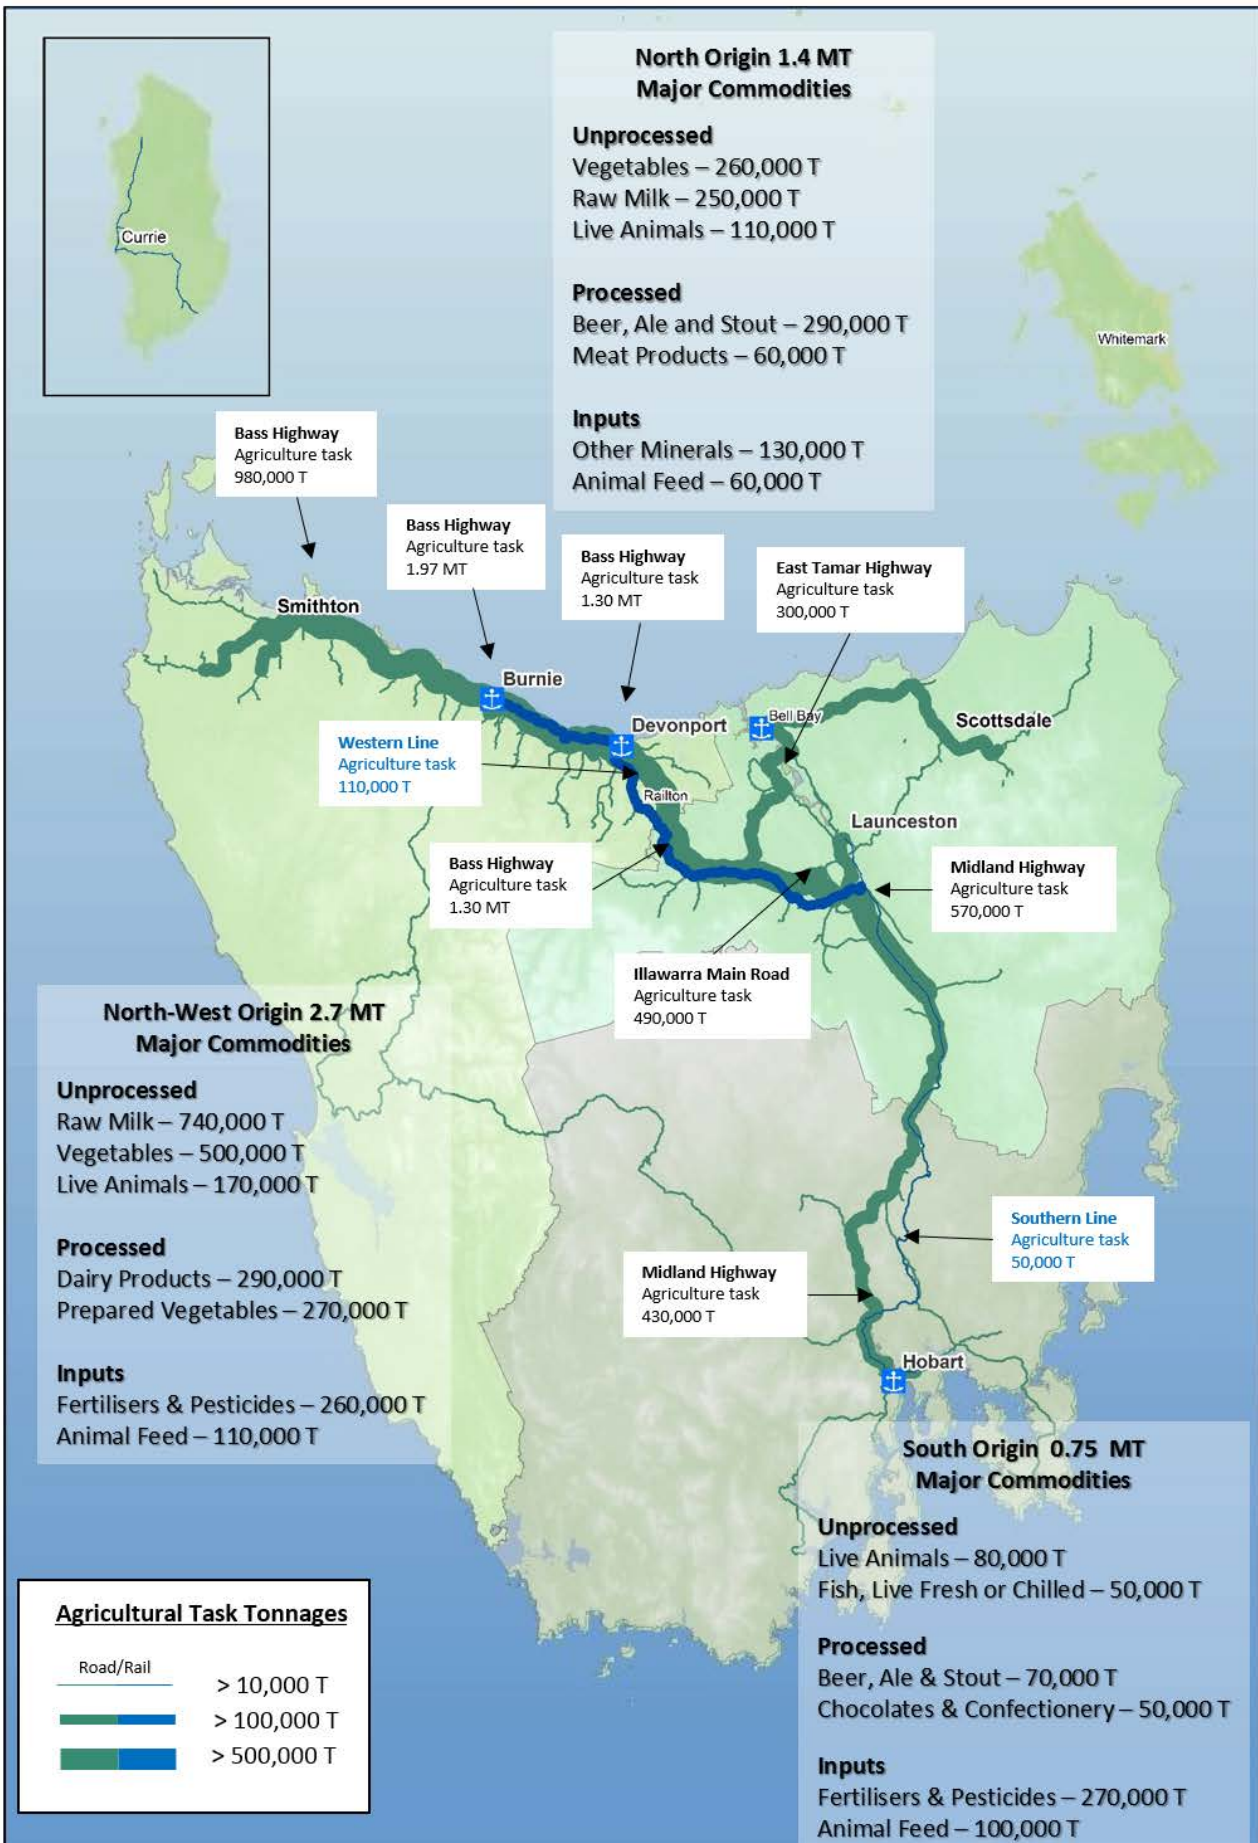 North Origin 1.4 MT
Major Commodities
Unprocessed
Vegetables – 260,000 T
Raw Milk – 250,000 T
Live Animals – 110,000 T
Processed
Beer, Ale and Stout – 290,000 T
Meat Products – 60,000 T
Inputs
Other Minerals – 130,000 T
Animal Feed – 60,000 T
Currie
Whitemark
Bass Highway
Agriculture task
980,000 T
Bass Highway
Agriculture task
1.97 MT
Bass Highway
Agriculture task
1.30 MT
East Tamar Highway
Agriculture task
300,000 T
Smithton
Burnie
Devonport
Bell Bay
Scottsdale
Western Line
Agriculture task
110,000 T
Railton
Launceston
Bass Highway
Agriculture task
1.30 MT
Midland Highway
Agriculture task
570,000 T
Illawarra Main Road
Agriculture task
490,000 T
North-West Origin 2.7 MT
Major Commodities
Unprocessed
Raw Milk – 740,000 T
Vegetables – 500,000 T
Live Animals – 170,000 T
Processed
Dairy Products – 290,000 T
Prepared Vegetables – 270,000 T
Inputs
Fertilisers & Pesticides – 260,000 T
Animal Feed – 110,000 T
Southern Line
Agriculture task
50,000 T
Midland Highway
Agriculture task
430,000 T
Hobart
South Origin 0.75 MT
Major Commodities
Unprocessed
Live Animals – 80,000 T
Fish, Live Fresh or Chilled – 50,000 T
Processed
Beer, Ale & Stout – 70,000 T
Chocolates & Confectionery – 50,000 T
Inputs
Fertilisers & Pesticides – 270,000 T
Animal Feed – 100,000 T
Agricultural Task Tonnages
Road/Rail
> 10,000 T
> 100,000 T
> 500,000 T